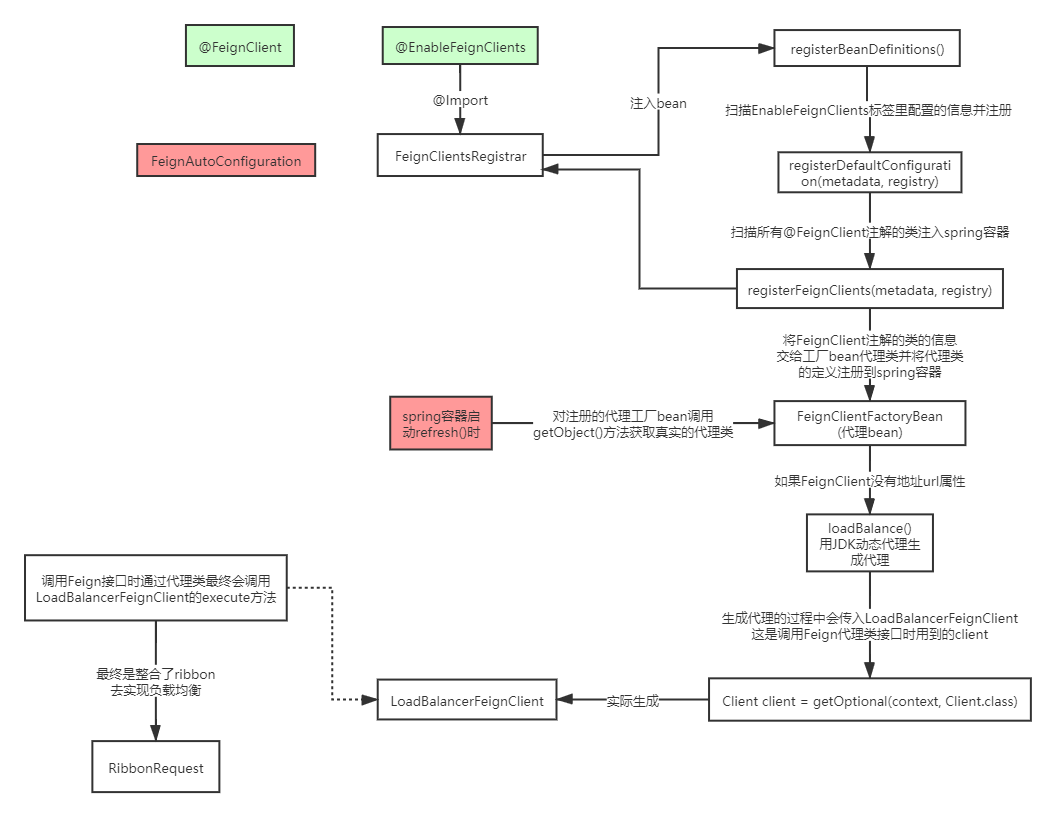 @FeignClient
@EnableFeignClients
registerBeanDefinitions()
@Import
注入bean
扫描EnableFeignClients标签里配置的信息并注册
FeignAutoConfiguration
FeignClientsRegistrar
registerDefaultConfigurati
on(metadata, registry)
扫描所有@FeignClient注解的类注入spring容器
registerFeignClients(metadata, registry)
将FeignClient注解的类的信息
交给工厂bean代理类并将代理类
的定义注册到spring容器
spring容器启
动refresh()时
对注册的代理工厂bean调用
getObject()方法获取真实的代理类
FeignClientFactoryBean
(代理bean)
如果FeignClient没有地址url属性
loadBalance()
用JDK动态代理生
成代理
调用Feign接口时通过代理类最终会调用
LoadBalancerFeignClient的execute方法
生成代理的过程中会传入LoadBalancerFeignClient
这是调用Feign代理类接口时用到的client
最终是整合了ribbon
去实现负载均衡
LoadBalancerFeignClient
实际生成
Client client = getOptional(context, Client.class)
RibbonRequest